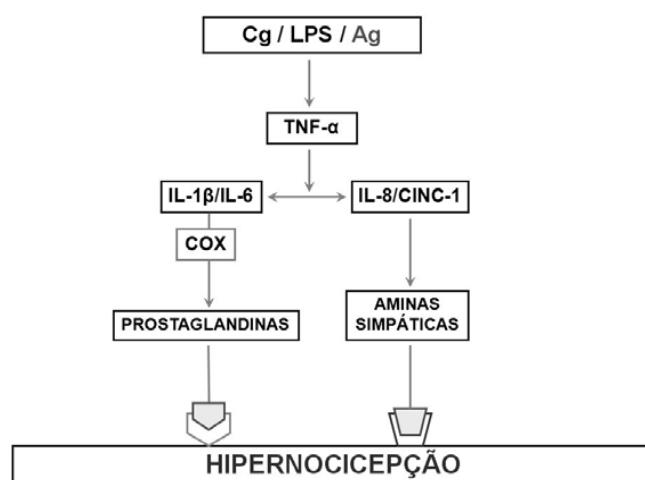 Cg / LPS / Ag
TNF-α
IL-1β/IL-6
IL-8/CINC-1
COX
PROSTAGLANDINAS
AMINAS
SIMPÁTICAS
HIPERNOCICEPÇÃO